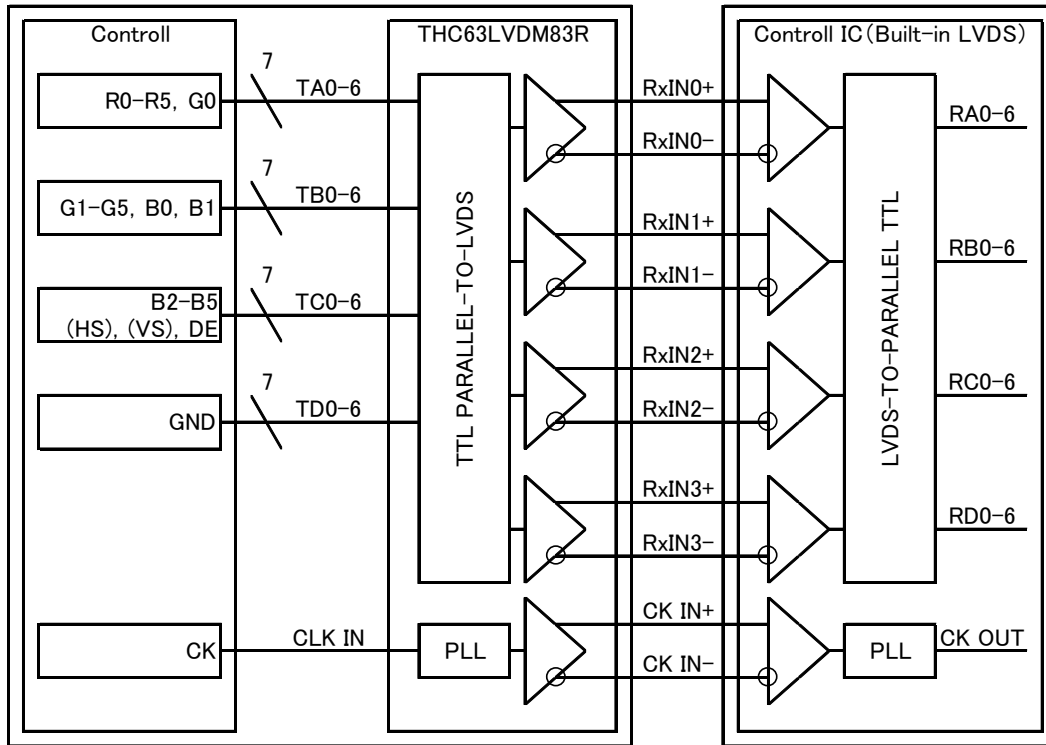 Controll
THC63LVDM83R
Controll IC(Built-in LVDS)
R0-R5, G0
7
TA0-6
RxIN0+
RxIN0-
RA0-6
G1-G5, B0, B1
7
TB0-6
RxIN1+
RxIN1-
RB0-6
B2-B5
(HS), (VS), DE
7
TC0-6
RxIN2+
RxIN2-
RC0-6
GND
7
TD0-6
RxIN3+
RxIN3-
RD0-6
TTL PARALLEL-TO-LVDS
LVDS-TO-PARALLEL TTL
CK
CLK IN
PLL
CK IN+
CK IN-
PLL
CK OUT